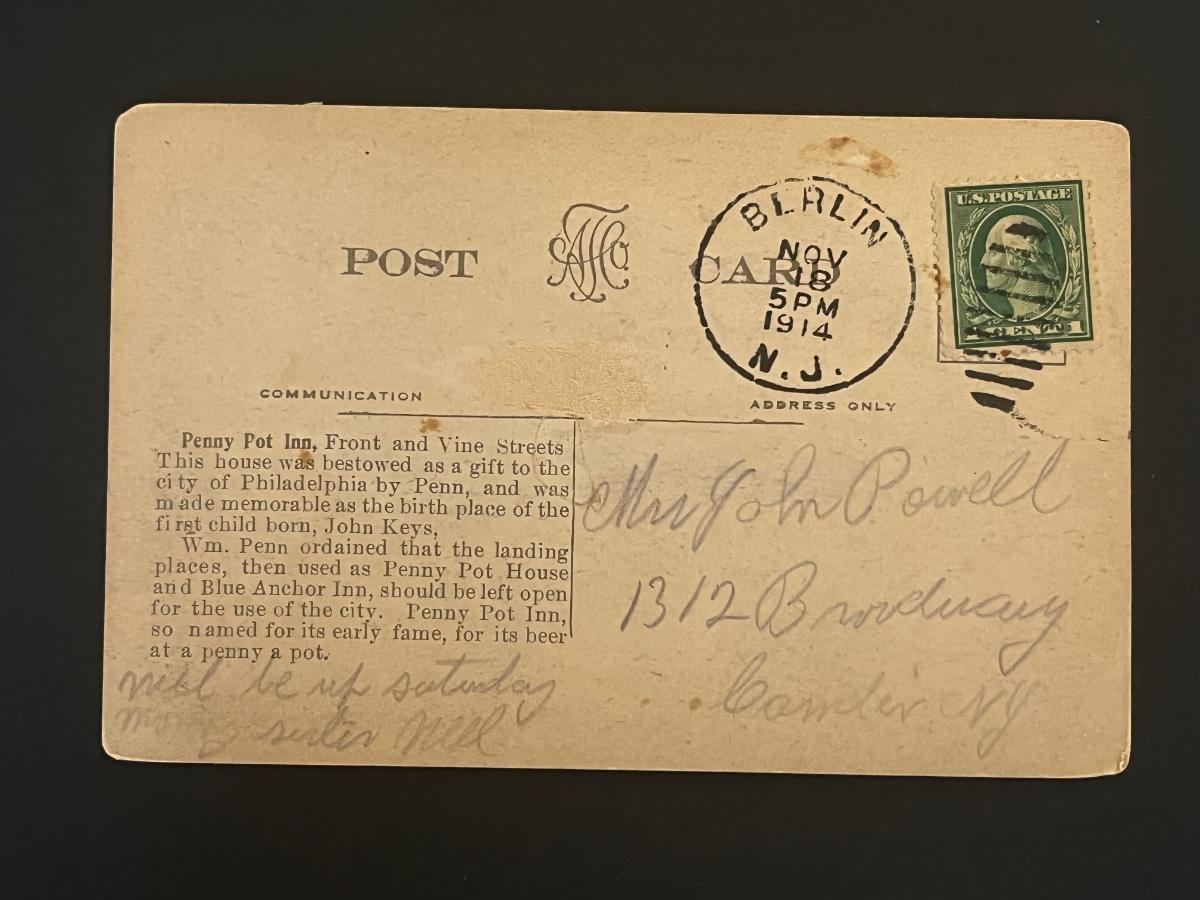 POST CARD
BERLIN
NOV
18
5PM
1914
N.J.
U.S.POSTAGE
1 CENT 1
COMMUNICATION
ADDRESS ONLY
Penny Pot Inn, Front and Vine Streets
This house was bestowed as a gift to the
city of Philadelphia by Penn, and was
made memorable as the birth place of the
first child born, John Keys,
Wm. Penn ordained that the landing
places, then used as Penny Pot House
and Blue Anchor Inn, should be left open
for the use of the city. Penny Pot Inn,
so named for its early fame, for its beer
at a penny a pot.
will be up saturday
sister Nell
Mrs John Powell
1312 Broadway
Camden NJ